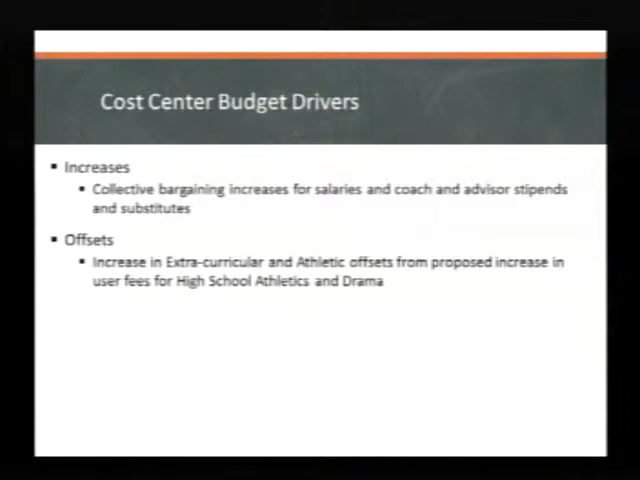 Cost Center Budget Drivers
▪ Increases
▪ Collective bargaining increases for salaries and coach and advisor stipends
and substitutes
▪ Offsets
▪ Increase in Extra-curricular and Athletic offsets from proposed increase in
user fees for High School Athletics and Drama